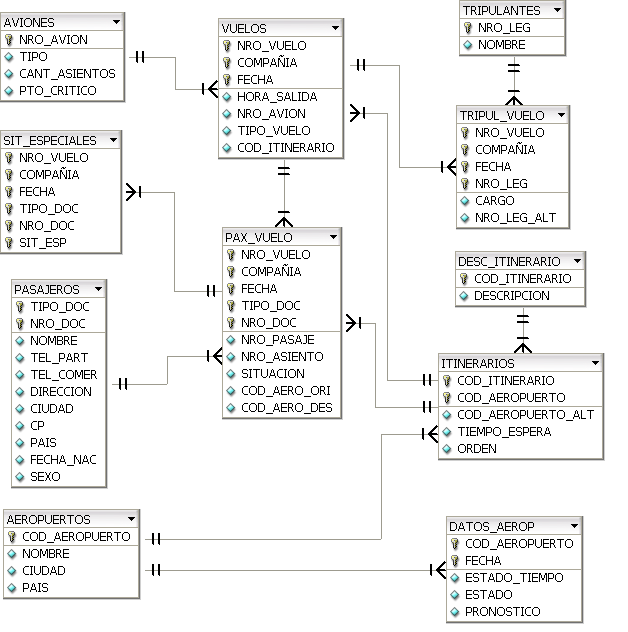 AVIONES
NRO_AVION
TIPO
CANT_ASIENTOS
PTO_CRITICO
VUELOS
NRO_VUELO
COMPAÑIA
FECHA
HORA_SALIDA
NRO_AVION
TIPO_VUELO
COD_ITINERARIO
TRIPULANTES
NRO_LEG
NOMBRE
TRIPUL_VUELO
NRO_VUELO
COMPAÑIA
FECHA
NRO_LEG
CARGO
NRO_LEG_ALT
SIT_ESPECIALES
NRO_VUELO
COMPAÑIA
FECHA
TIPO_DOC
NRO_DOC
SIT_ESP
PAX_VUELO
NRO_VUELO
COMPAÑIA
FECHA
TIPO_DOC
NRO_DOC
NRO_PASAJE
NRO_ASIENTO
SITUACION
COD_AERO_ORI
COD_AERO_DES
DESC_ITINERARIO
COD_ITINERARIO
DESCRIPCION
PASAJEROS
TIPO_DOC
NRO_DOC
NOMBRE
TEL_PART
TEL_COMER
DIRECCION
CIUDAD
CP
PAIS
FECHA_NAC
SEXO
ITINERARIOS
COD_ITINERARIO
COD_AEROPUERTO
COD_AEROPUERTO_ALT
TIEMPO_ESPERA
ORDEN
AEROPUERTOS
COD_AEROPUERTO
NOMBRE
CIUDAD
PAIS
DATOS_AEROP
COD_AEROPUERTO
FECHA
ESTADO_TIEMPO
ESTADO
PRONOSTICO